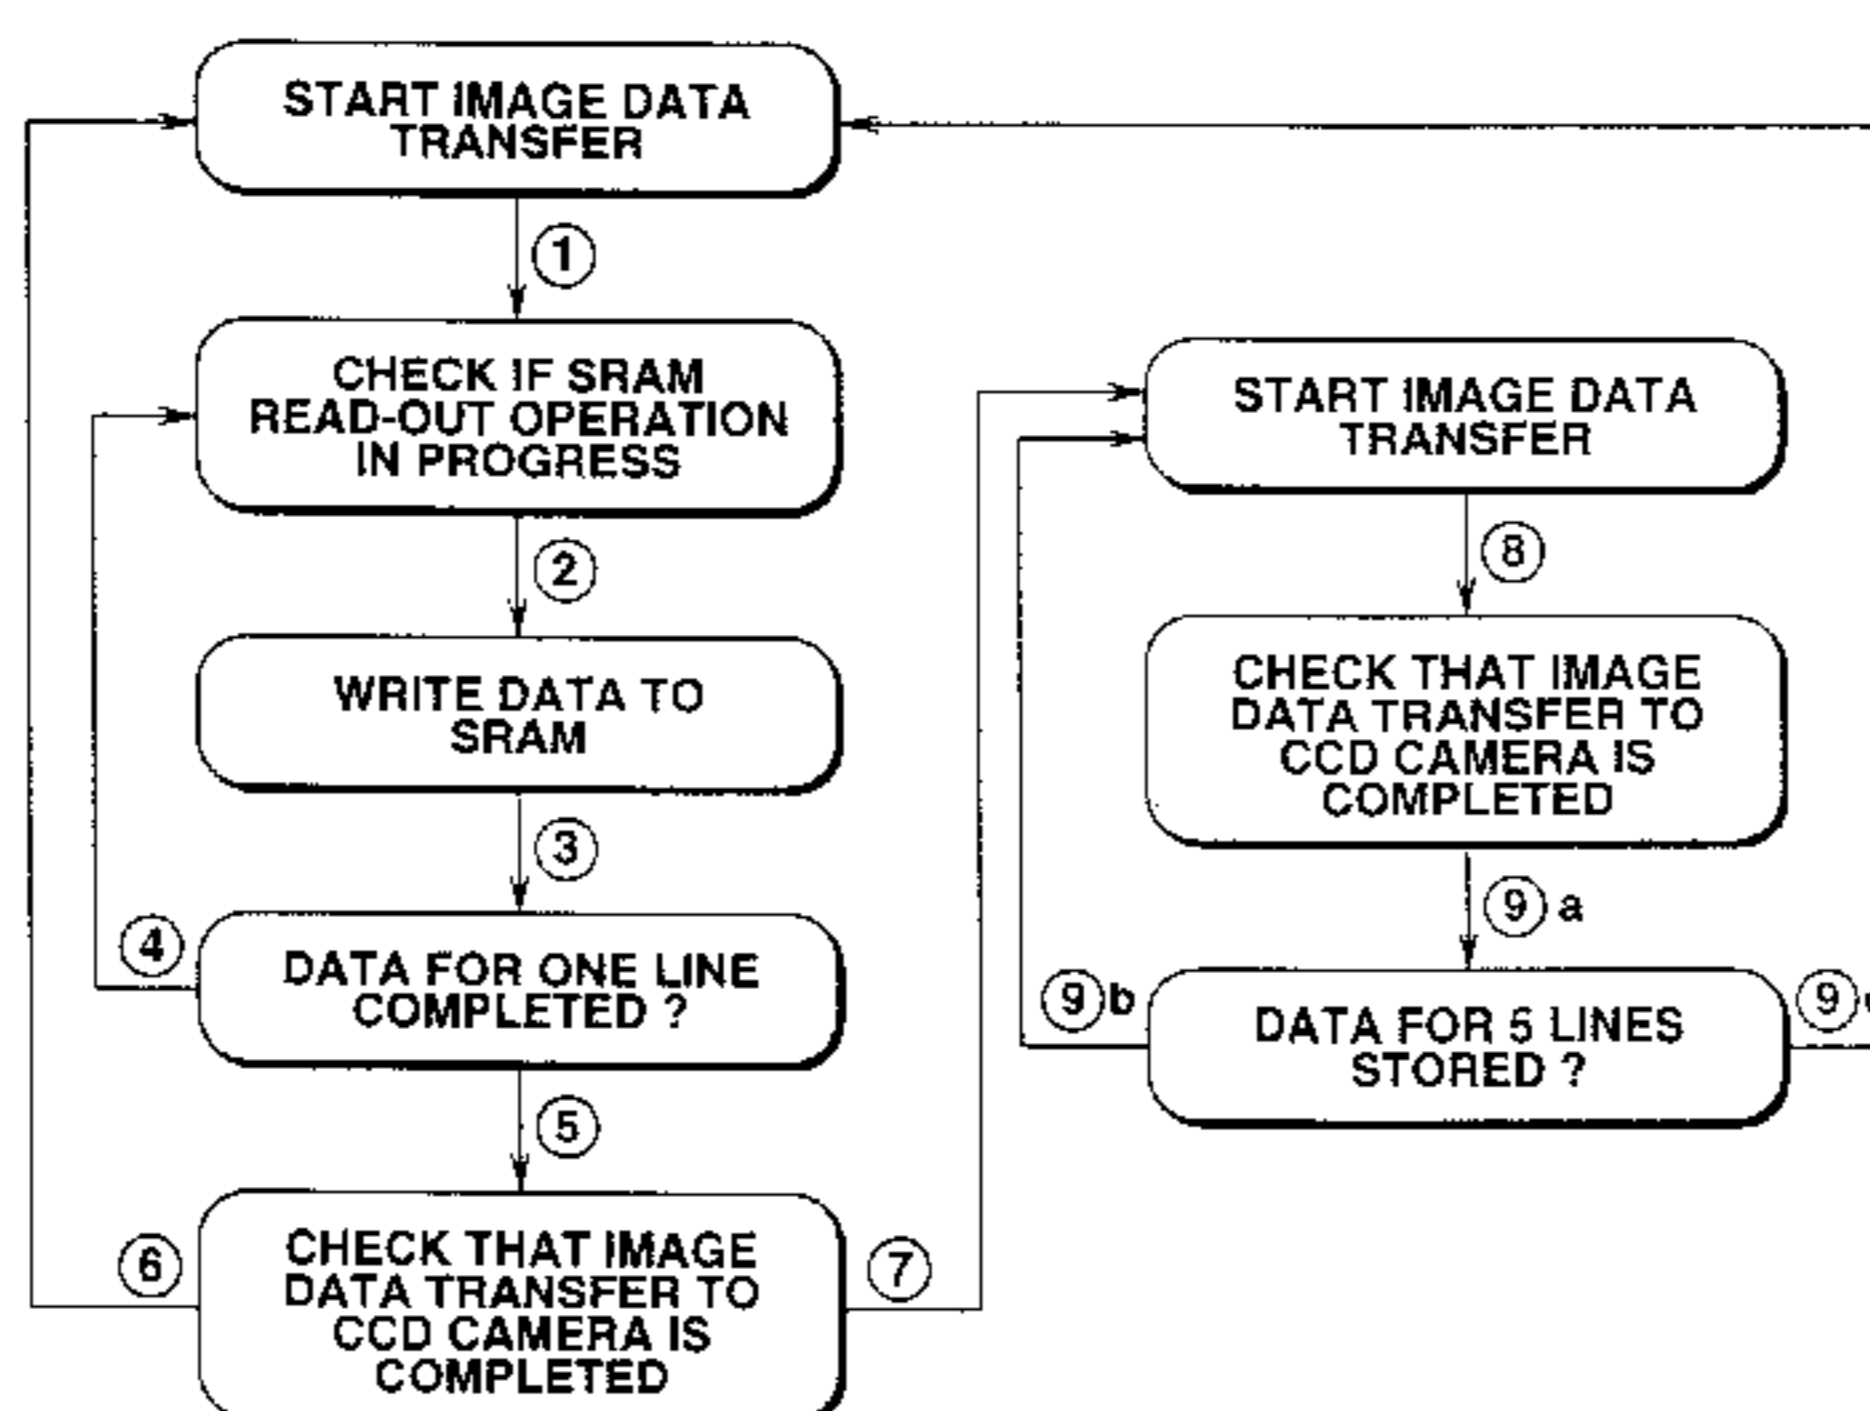 START IMAGE DATA
TRANSFER
①
CHECK IF SRAM
READ-OUT OPERATION
IN PROGRESS
②
WRITE DATA TO
SRAM
③
④
DATA FOR ONE LINE
COMPLETED ?
⑤
⑥
CHECK THAT IMAGE
DATA TRANSFER TO
CCD CAMERA IS
COMPLETED
⑦
START IMAGE DATA
TRANSFER
⑧
CHECK THAT IMAGE
DATA TRANSFER TO
CCD CAMERA IS
COMPLETED
⑨ a
⑨ b
DATA FOR 5 LINES
STORED ?
⑨